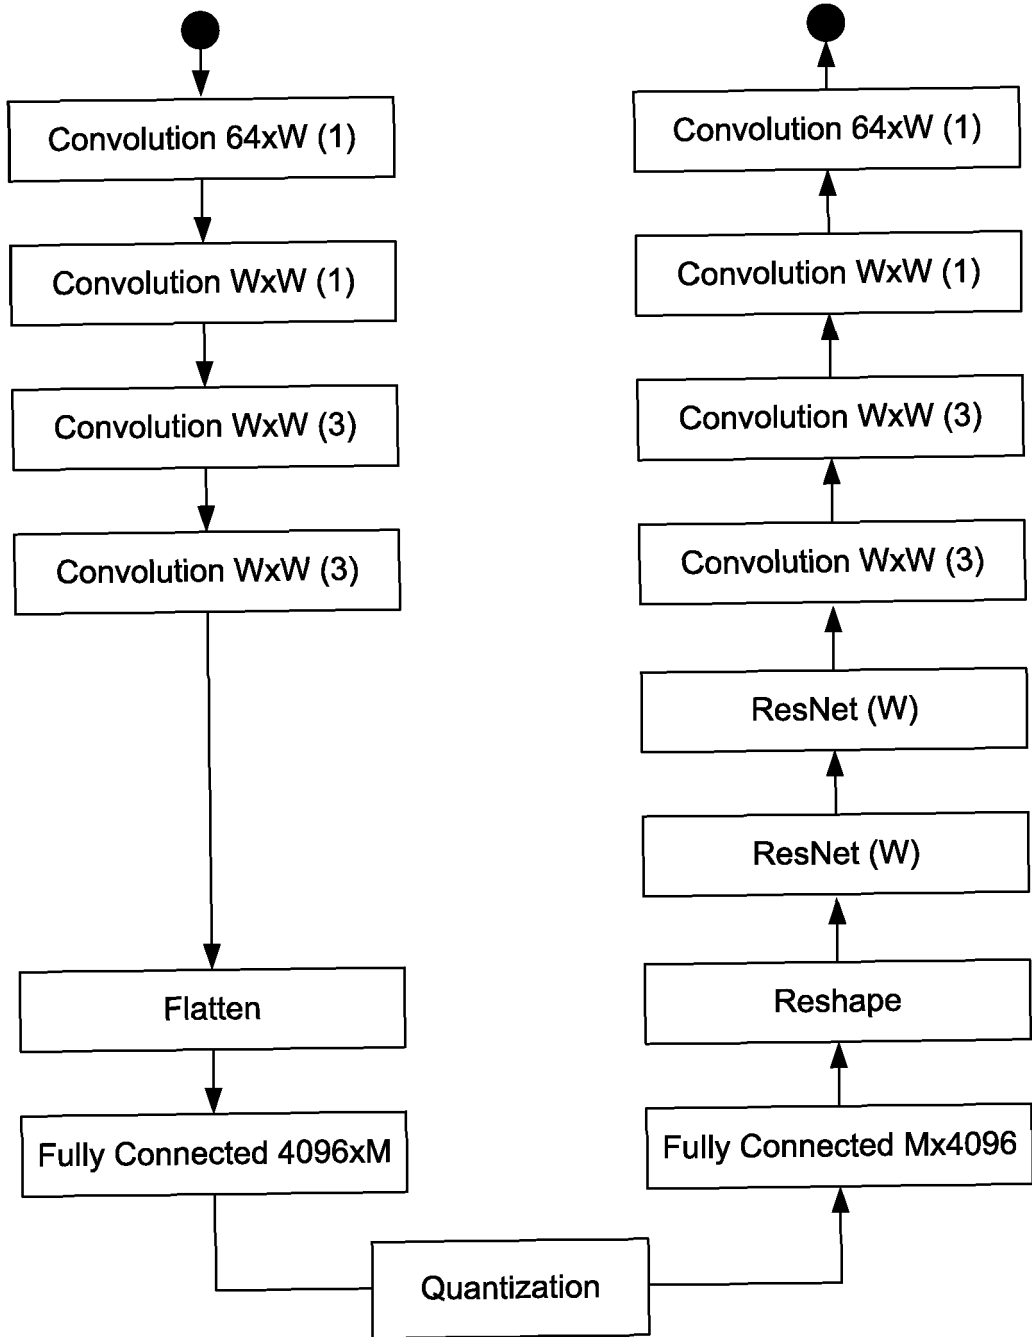 Convolution 64xW (1)
Convolution WxW (1)
Convolution WxW (3)
Convolution WxW (3)
Flatten
Fully Connected 4096xM
Quantization
Fully Connected Mx4096
Reshape
ResNet (W)
ResNet (W)
Convolution WxW (3)
Convolution WxW (3)
Convolution WxW (1)
Convolution 64xW (1)